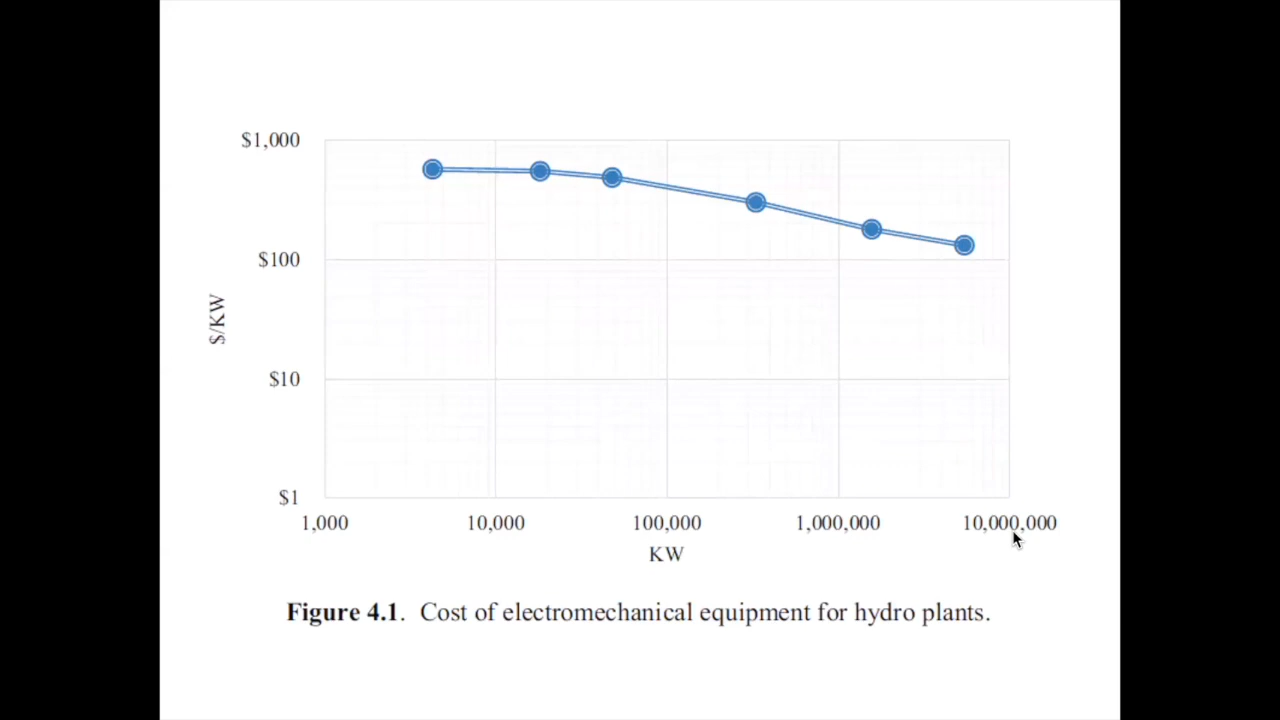 $1,000
$100
$/KW
$10
$1
1,000 10,000 100,000 1,000,000 10,000,000
KW
Figure 4.1. Cost of electromechanical equipment for hydro plants.